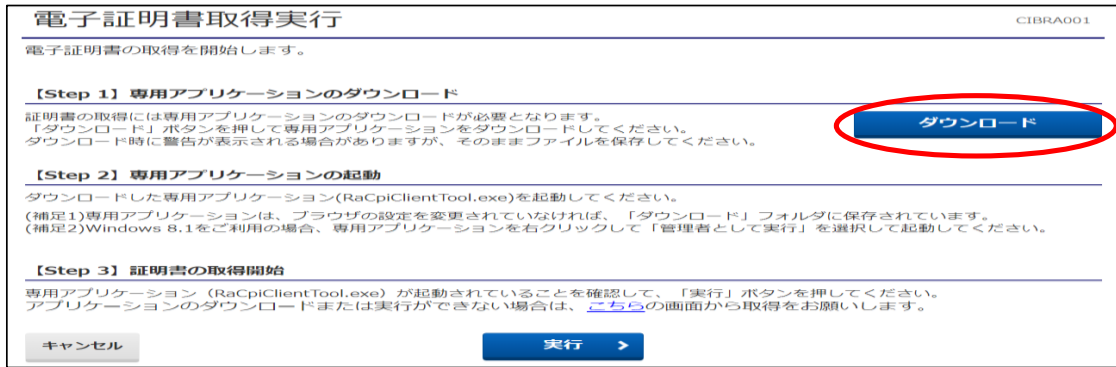 電子証明書取得実行
CIBRA001
電子証明書の取得を開始します。
【Step 1】専用アプリケーションのダウンロード
証明書の取得には専用アプリケーションのダウンロードが必要となります。
「ダウンロード」ボタンを押して専用アプリケーションをダウンロードしてください。
ダウンロード時に警告が表示される場合がありますが、そのままファイルを保存してください。
ダウンロード
【Step 2】専用アプリケーションの起動
ダウンロードした専用アプリケーション(RaCpiClientTool.exe)を起動してください。
(補足1)専用アプリケーションは、ブラウザの設定を変更されていなければ、「ダウンロード」フォルダに保存されています。
(補足2)Windows 8.1をご利用の場合、専用アプリケーションを右クリックして「管理者として実行」を選択して起動してください。
【Step 3】証明書の取得開始
専用アプリケーション（RaCpiClientTool.exe）が起動されていることを確認して、「実行」ボタンを押してください。
アプリケーションのダウンロードまたは実行ができない場合は、こちらの画面から取得をお願いします。
キャンセル
実行 >